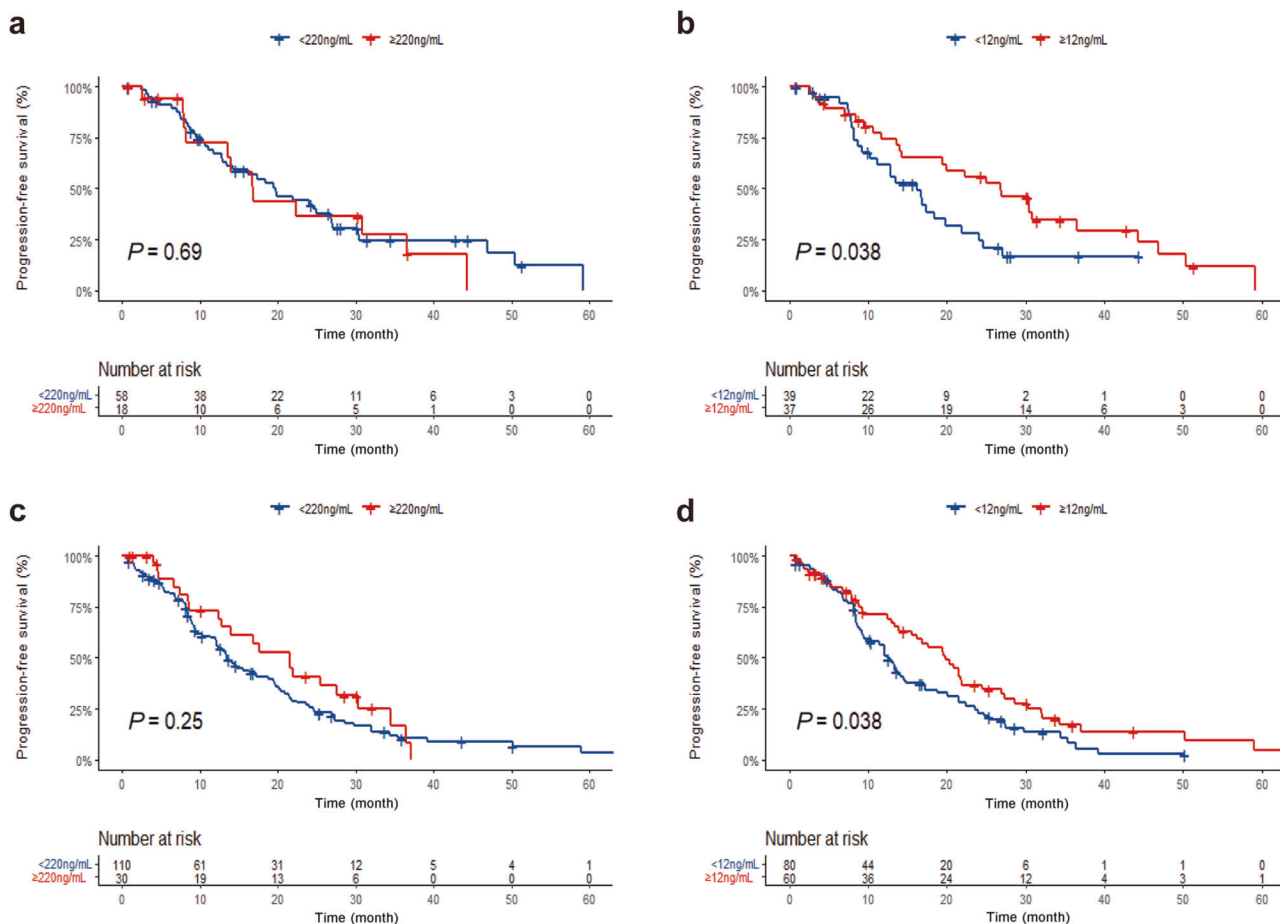 a
<220ng/mL ≥220ng/mL
Progression-free survival (%)
100%
75%
50%
25%
0%
P = 0.69
0 10 20 30 40 50 60
Time (month)
Number at risk
<220ng/mL 58 38 22 11 6 3 0
≥220ng/mL 18 10 6 5 1 0 0
0 10 20 30 40 50 60
Time (month)
b
<12ng/mL ≥12ng/mL
Progression-free survival (%)
100%
75%
50%
25%
0%
P = 0.038
0 10 20 30 40 50 60
Time (month)
Number at risk
<12ng/mL 39 22 9 2 1 0 0
≥12ng/mL 37 26 19 14 6 3 0
0 10 20 30 40 50 60
Time (month)
c
<220ng/mL ≥220ng/mL
Progression-free survival (%)
100%
75%
50%
25%
0%
P = 0.25
0 10 20 30 40 50 60
Time (month)
Number at risk
<220ng/mL 110 61 31 12 5 4 1
≥220ng/mL 30 19 13 6 0 0 0
0 10 20 30 40 50 60
Time (month)
d
<12ng/mL ≥12ng/mL
Progression-free survival (%)
100%
75%
50%
25%
0%
P = 0.038
0 10 20 30 40 50 60
Time (month)
Number at risk
<12ng/mL 80 44 20 6 1 1 0
≥12ng/mL 60 36 24 12 4 3 1
0 10 20 30 40 50 60
Time (month)